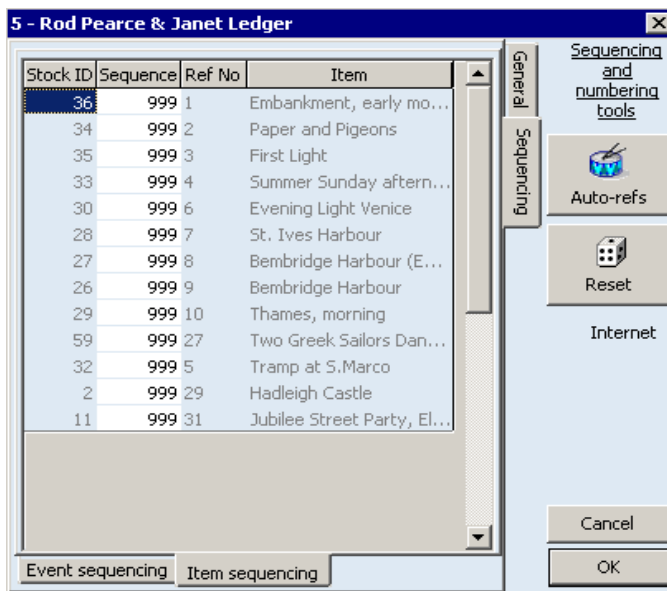 5 - Rod Pearce & Janet Ledger
Stock ID Sequence Ref No Item
36 999 1 Embankment, early mo...
34 999 2 Paper and Pigeons
35 999 3 First Light
33 999 4 Summer Sunday aftern...
30 999 6 Evening Light Venice
28 999 7 St. Ives Harbour
27 999 8 Bembridge Harbour (E...
26 999 9 Bembridge Harbour
29 999 10 Thames, morning
59 999 27 Two Greek Sailors Dan...
32 999 5 Tramp at S.Marco
2 999 29 Hadleigh Castle
11 999 31 Jubilee Street Party, El...
Event sequencing Item sequencing
General
Sequencing
Sequencing
and
numbering
tools
Auto-refs
Reset
Internet
Cancel
OK